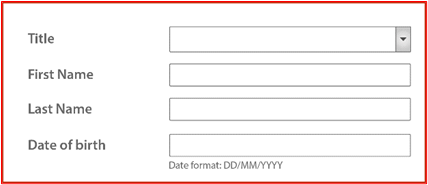 Title
First Name
Last Name
Date of birth
Date format: DD/MM/YYYY